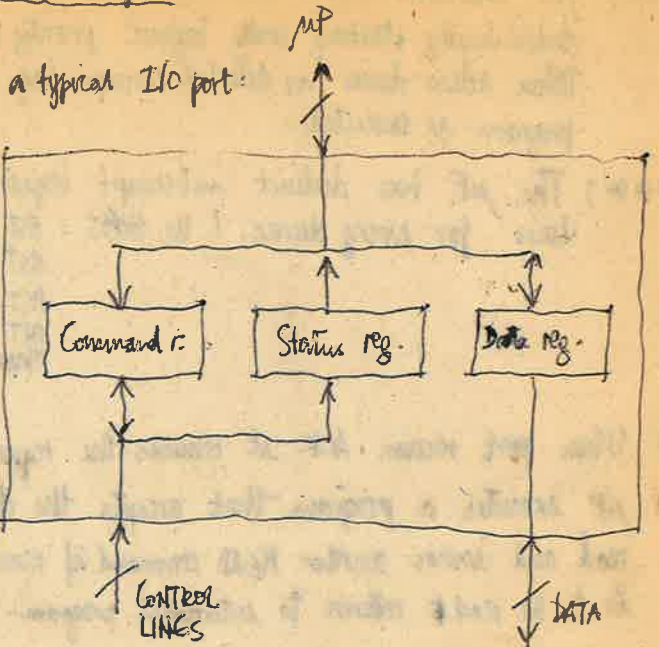 μP
a typical I/O port:
Command r.
Status reg.
Data reg.
CONTROL
LINES
DATA